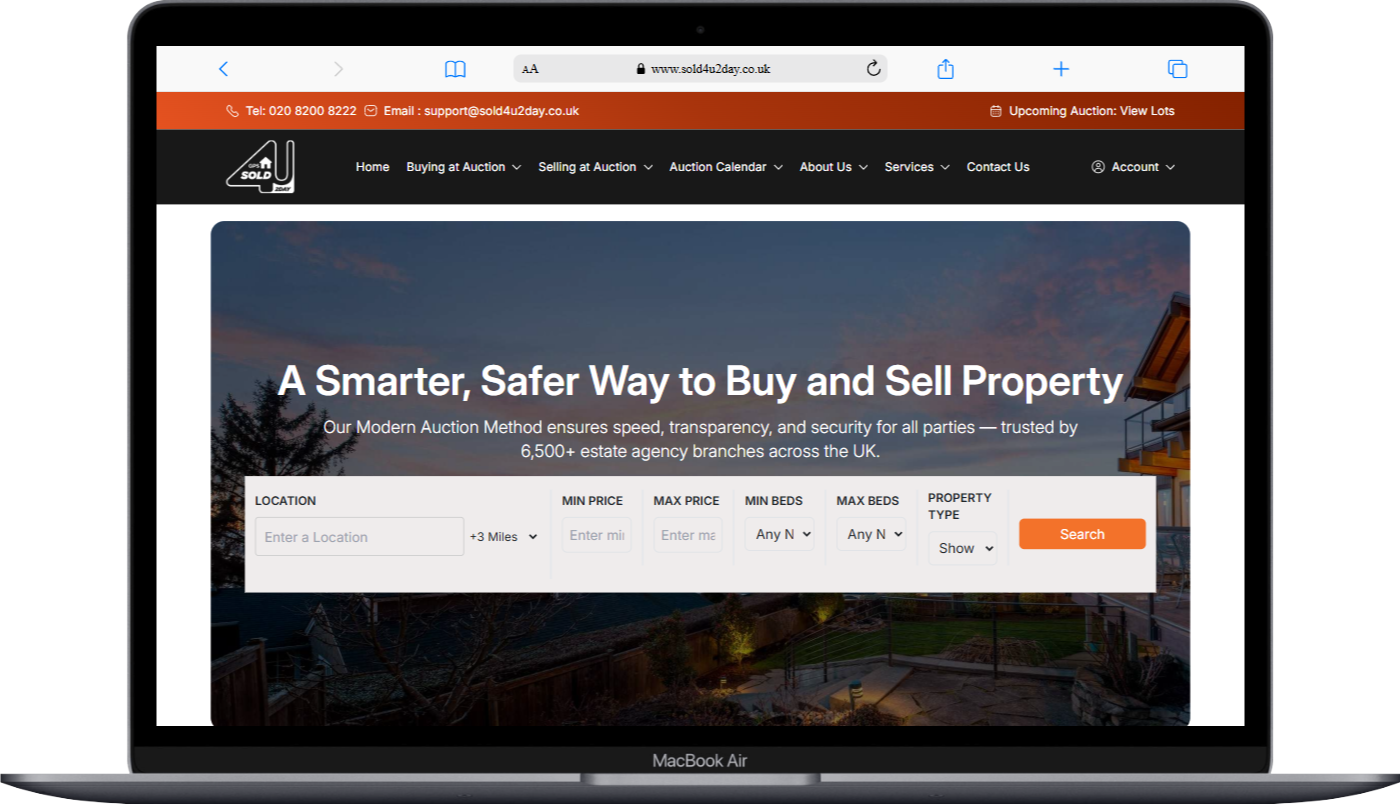 AA www.sold4u2day.co.uk
Tel: 020 8200 8222 Email : support@sold4u2day.co.uk Upcoming Auction: View Lots
4U GPS SOLD 2DAY
Home Buying at Auction Selling at Auction Auction Calendar About Us Services Contact Us Account
A Smarter, Safer Way to Buy and Sell Property
Our Modern Auction Method ensures speed, transparency, and security for all parties — trusted by
6,500+ estate agency branches across the UK.
LOCATION MIN PRICE MAX PRICE MIN BEDS MAX BEDS PROPERTY
TYPE
Enter a Location +3 Miles Enter mi Enter ma Any N Any N Show Search
MacBook Air